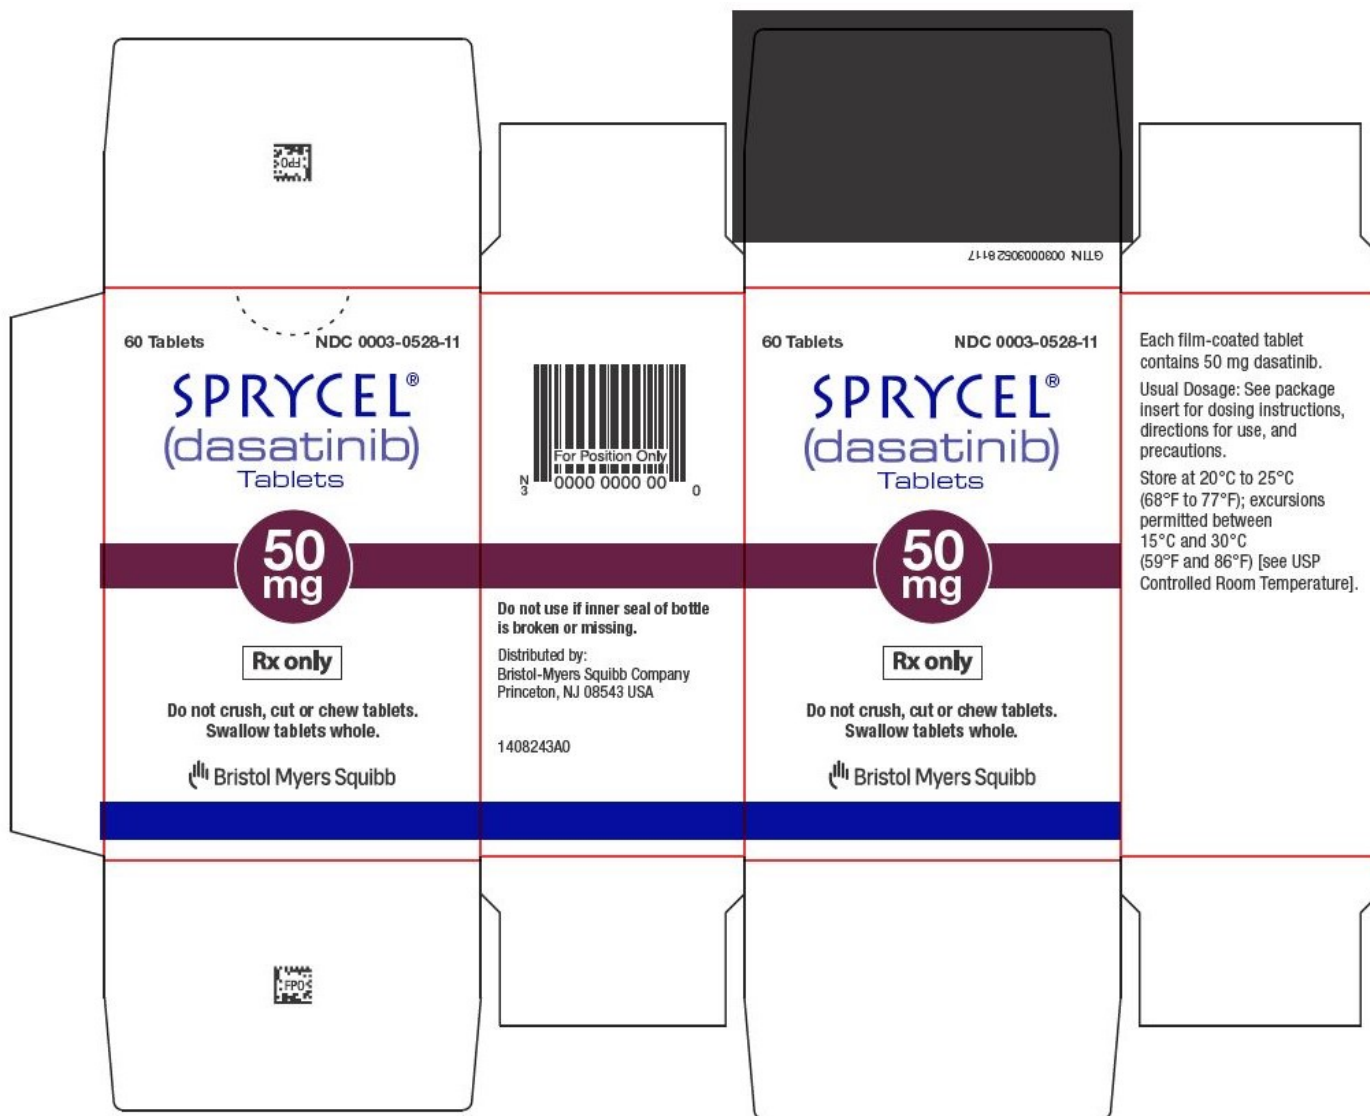 FPO
GTIN: 00300030528117
60 Tablets NDC 0003-0528-11
SPRYCEL®
(dasatinib)
Tablets
50
mg
Rx only
Do not crush, cut or chew tablets.
Swallow tablets whole.
Bristol Myers Squibb
For Position Only
N
3 0000 0000 00 0
Do not use if inner seal of bottle
is broken or missing.
Distributed by:
Bristol-Myers Squibb Company
Princeton, NJ 08543 USA
1408243A0
60 Tablets NDC 0003-0528-11
SPRYCEL®
(dasatinib)
Tablets
50
mg
Rx only
Do not crush, cut or chew tablets.
Swallow tablets whole.
Bristol Myers Squibb
Each film-coated tablet
contains 50 mg dasatinib.
Usual Dosage: See package
insert for dosing instructions,
directions for use, and
precautions.
Store at 20°C to 25°C
(68°F to 77°F); excursions
permitted between
15°C and 30°C
(59°F and 86°F) [see USP
Controlled Room Temperature].
FPO